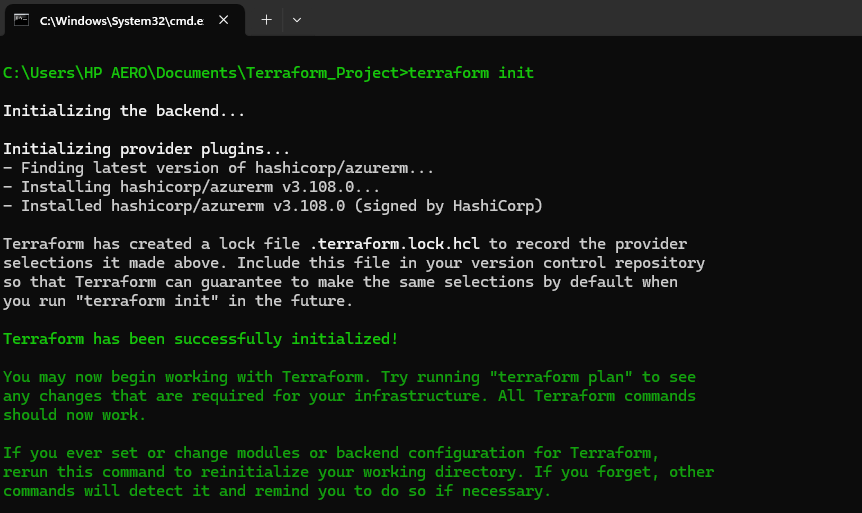 C:\Windows\System32\cmd.e
C:\Users\HP AERO\Documents\Terraform_Project>terraform init
Initializing the backend...
Initializing provider plugins...
- Finding latest version of hashicorp/azurerm...
- Installing hashicorp/azurerm v3.108.0...
- Installed hashicorp/azurerm v3.108.0 (signed by HashiCorp)
Terraform has created a lock file .terraform.lock.hcl to record the provider
selections it made above. Include this file in your version control repository
so that Terraform can guarantee to make the same selections by default when
you run "terraform init" in the future.
Terraform has been successfully initialized!
You may now begin working with Terraform. Try running "terraform plan" to see
any changes that are required for your infrastructure. All Terraform commands
should now work.
If you ever set or change modules or backend configuration for Terraform,
rerun this command to reinitialize your working directory. If you forget, other
commands will detect it and remind you to do so if necessary.